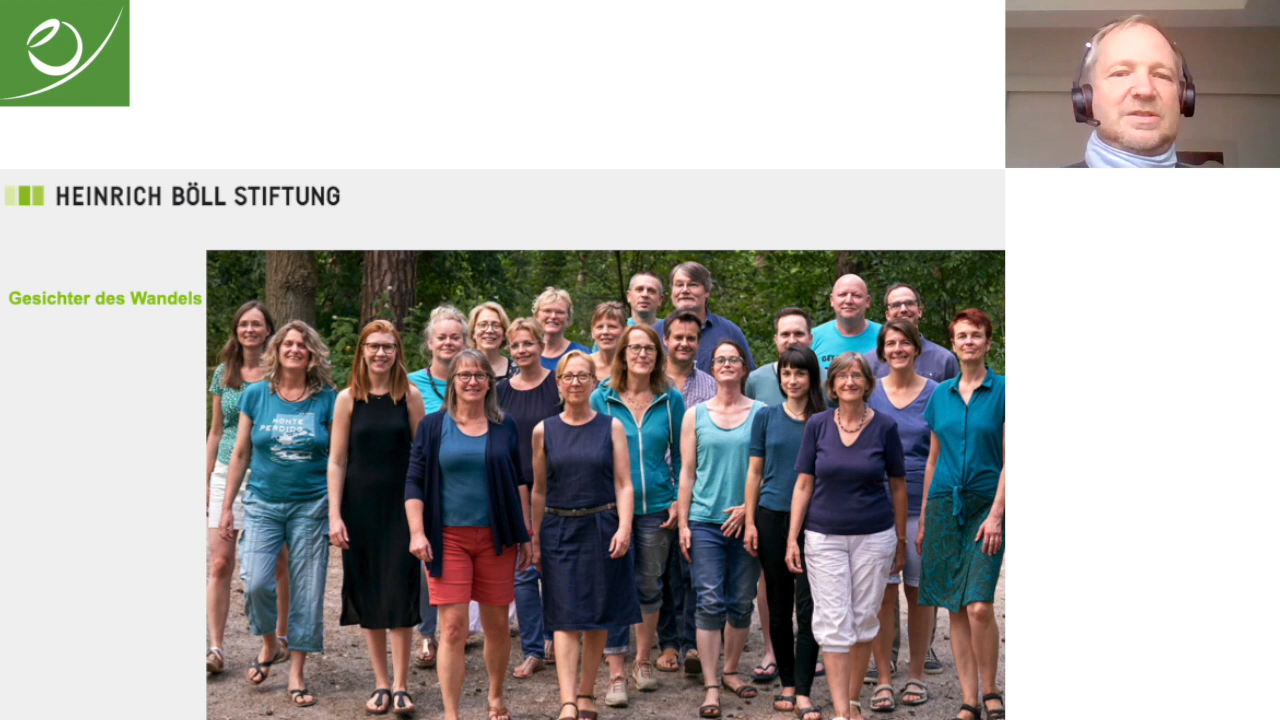 HEINRICH BÖLL STIFTUNG
Gesichter des Wandels
MONTE
PERDIDO